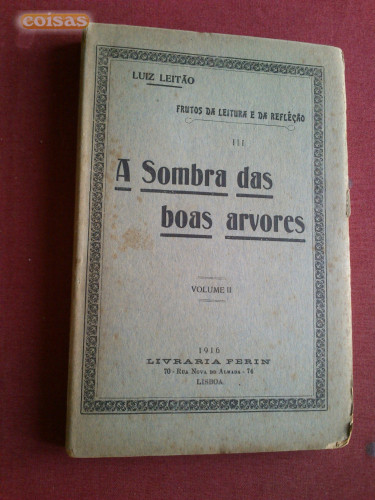 coisas
LUIZ LEITÃO
FRUTOS DA LEITURA E DA REFLÉÇÃO
III
A Sombra das
boas arvores
VOLUME II
1916
LIVRARIA FERIN
70 - RUA NOVA DO ALMADA - 74
LISBOA